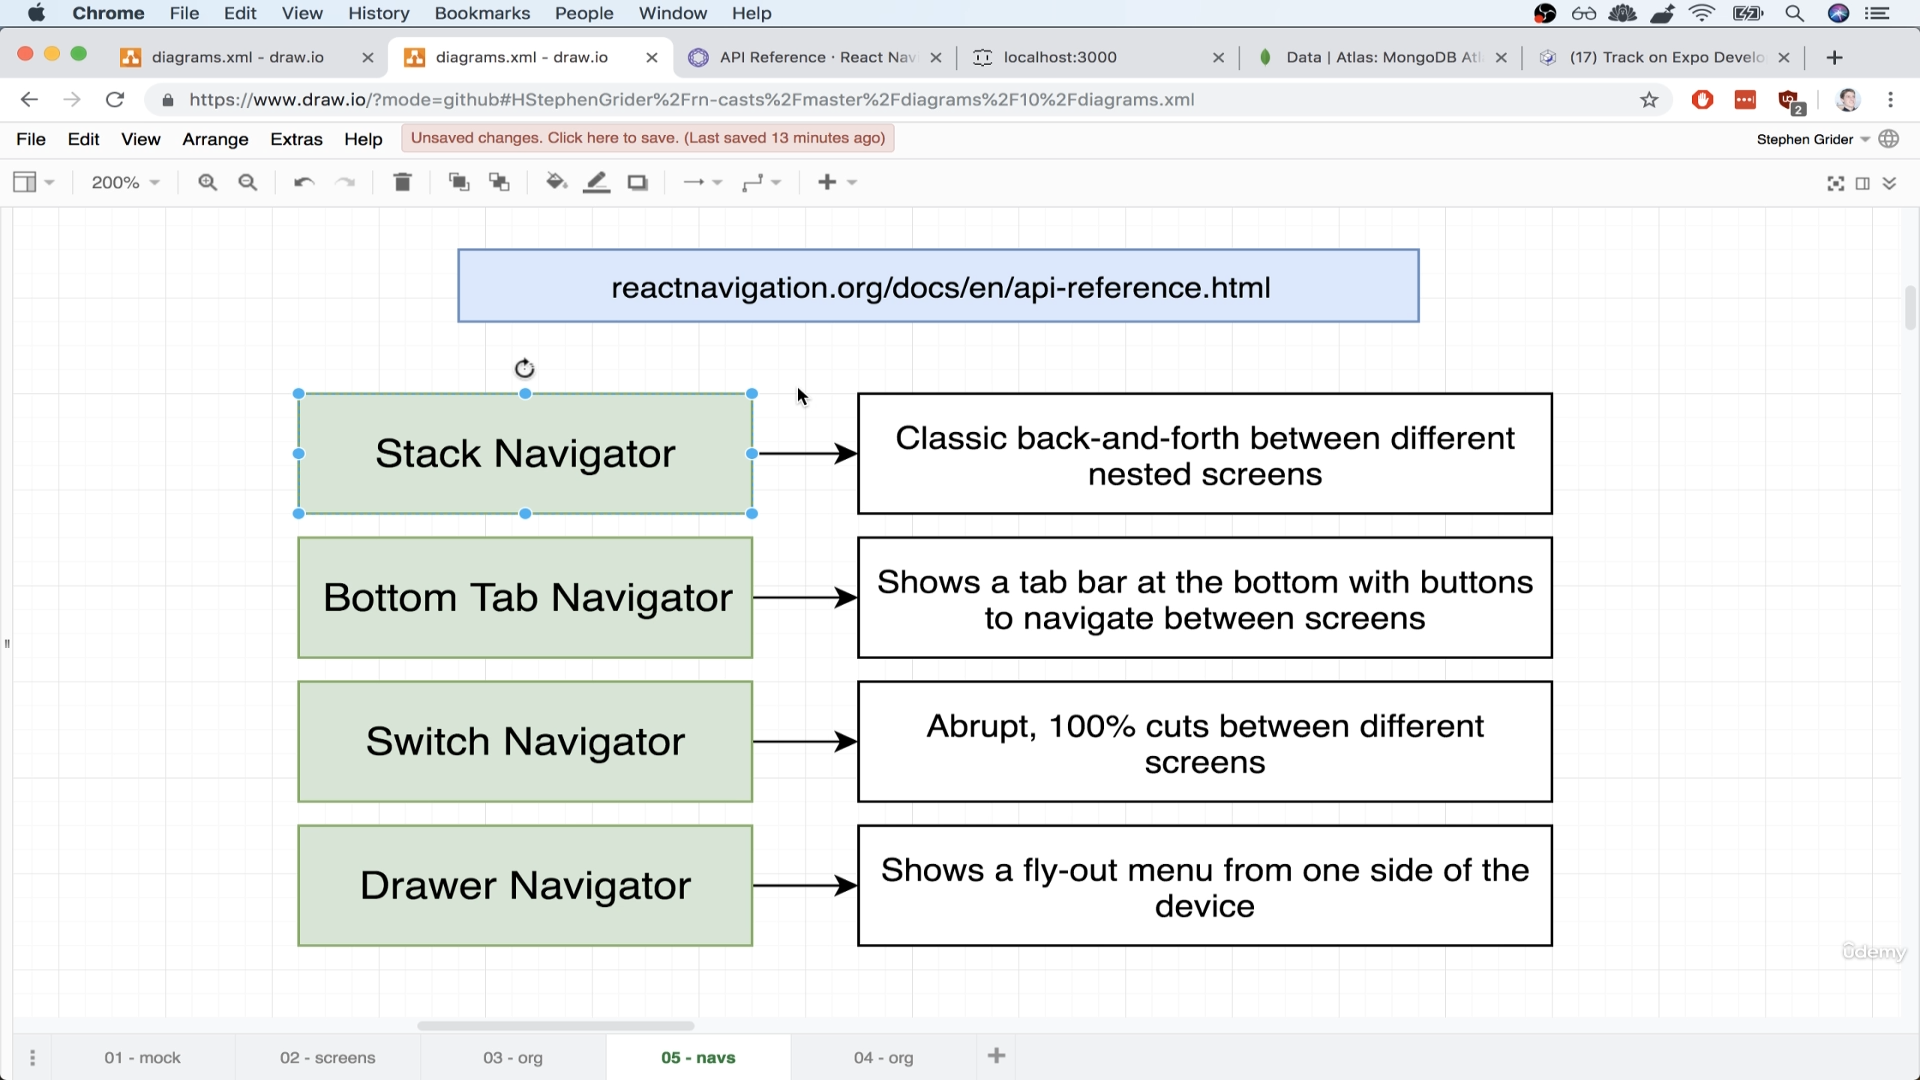 Chrome File Edit View History Bookmarks People Window Help
diagrams.xml - draw.io diagrams.xml - draw.io API Reference · React Nav localhost:3000 Data | Atlas: MongoDB Atl (17) Track on Expo Develo
https://www.draw.io/?mode=github#HStephenGrider%2Frn-casts%2Fmaster%2Fdiagrams%2F10%2Fdiagrams.xml 2
File Edit View Arrange Extras Help Unsaved changes. Click here to save. (Last saved 13 minutes ago) Stephen Grider
200%
reactnavigation.org/docs/en/api-reference.html
Stack Navigator
Classic back-and-forth between different
nested screens
Bottom Tab Navigator
Shows a tab bar at the bottom with buttons
to navigate between screens
Switch Navigator
Abrupt, 100% cuts between different
screens
Drawer Navigator
Shows a fly-out menu from one side of the
device
ûdemy
01 - mock 02 - screens 03 - org 05 - navs 04 - org